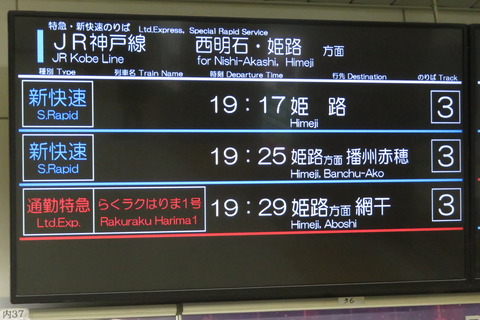 特急・新快速のりば Ltd.Express, Special Rapid Service
JR神戸線 西明石・姫路 方面
JR Kobe Line for Nishi-Akashi, Himeji
種別 Type 列車名 Train Name 時刻 Departure Time 行先 Destination のりば Track
新快速 19:17 姫路 3
S.Rapid Himeji
新快速 19:25 姫路方面 播州赤穂 3
S.Rapid Himeji, Banchu-Ako
通勤特急 らくラクはりま1号 19:29 姫路方面 網干 3
Ltd.Exp. Rakuraku Harima1 Himeji, Aboshi
内37
36